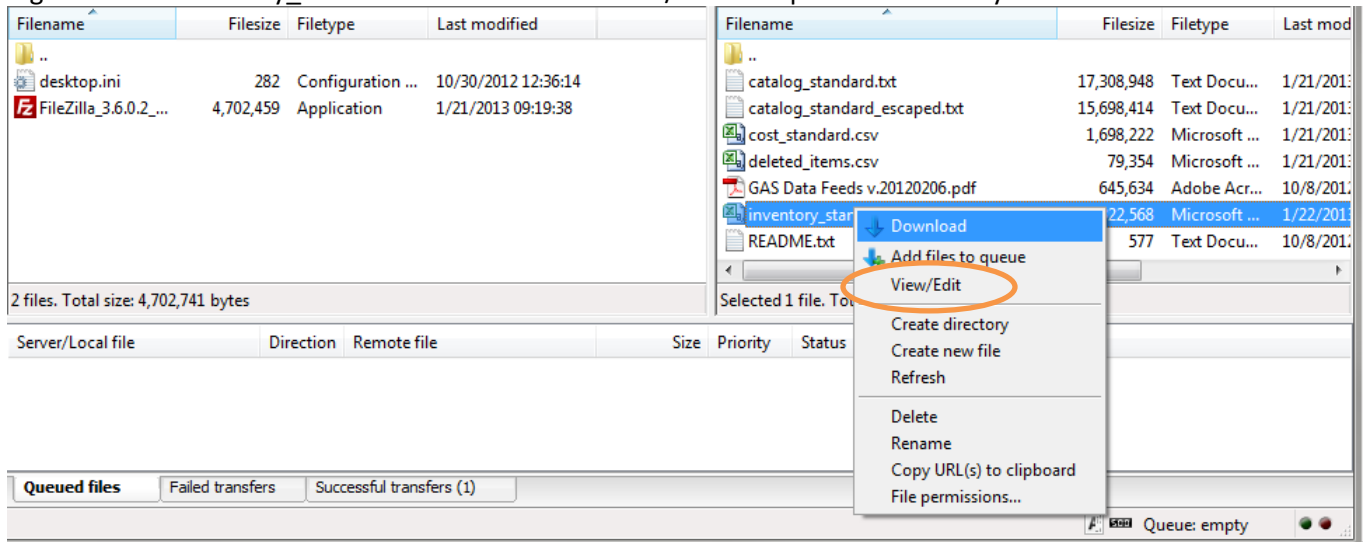 Filename Filesize Filetype Last modified
..
desktop.ini 282 Configuration ... 10/30/2012 12:36:14
FileZilla_3.6.0.2_... 4,702,459 Application 1/21/2013 09:19:38
2 files. Total size: 4,702,741 bytes
Filename Filesize Filetype Last mod
..
catalog_standard.txt 17,308,948 Text Docu... 1/21/201
catalog_standard_escaped.txt 15,698,414 Text Docu... 1/21/201
cost_standard.csv 1,698,222 Microsoft ... 1/21/201
deleted_items.csv 79,354 Microsoft ... 1/21/201
GAS Data Feeds v.20120206.pdf 645,634 Adobe Acr... 10/8/201
inventory_star 22,568 Microsoft ... 1/22/201
README.txt 577 Text Docu... 10/8/201
Selected 1 file. Tot
Download
Add files to queue
View/Edit
Create directory
Create new file
Refresh
Delete
Rename
Copy URL(s) to clipboard
File permissions...
Server/Local file Direction Remote file Size Priority Status
Queued files Failed transfers Successful transfers (1)
Queue: empty